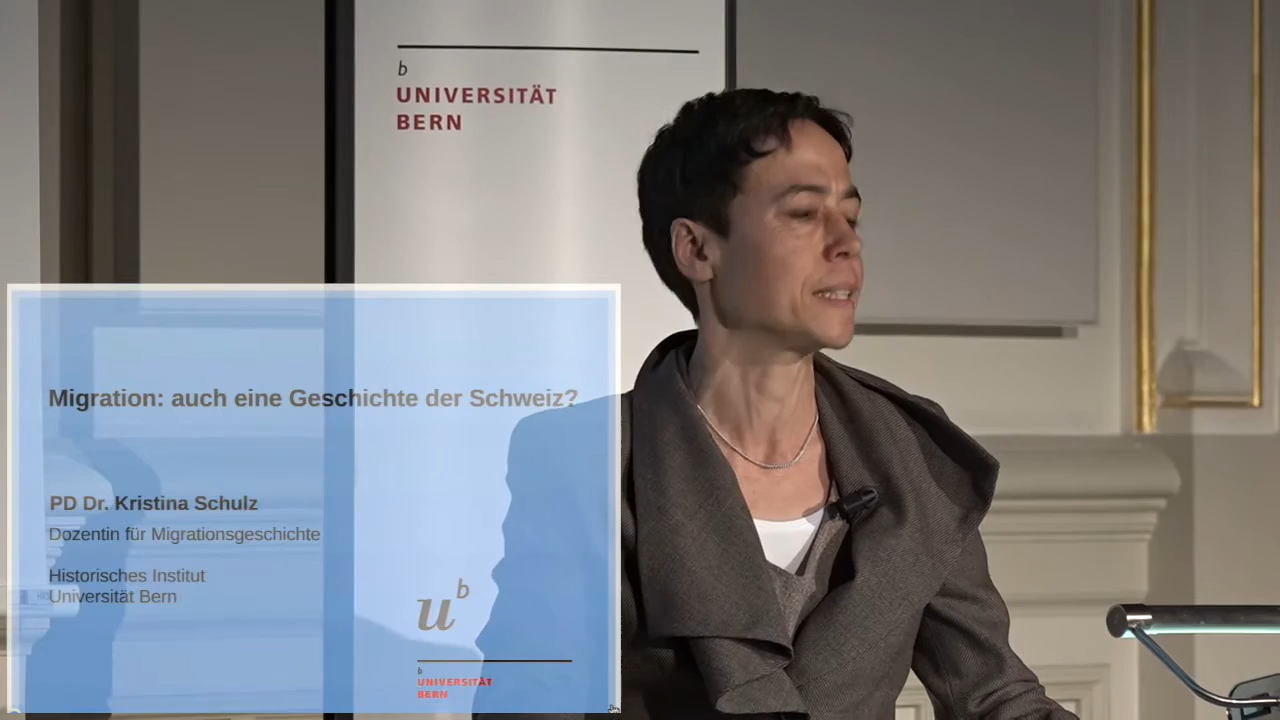 b
UNIVERSITÄT
BERN
Migration: auch eine Geschichte der Schweiz?
PD Dr. Kristina Schulz
Dozentin für Migrationsgeschichte
Historisches Institut
Universität Bern
u b
b
UNIVERSITÄT
BERN